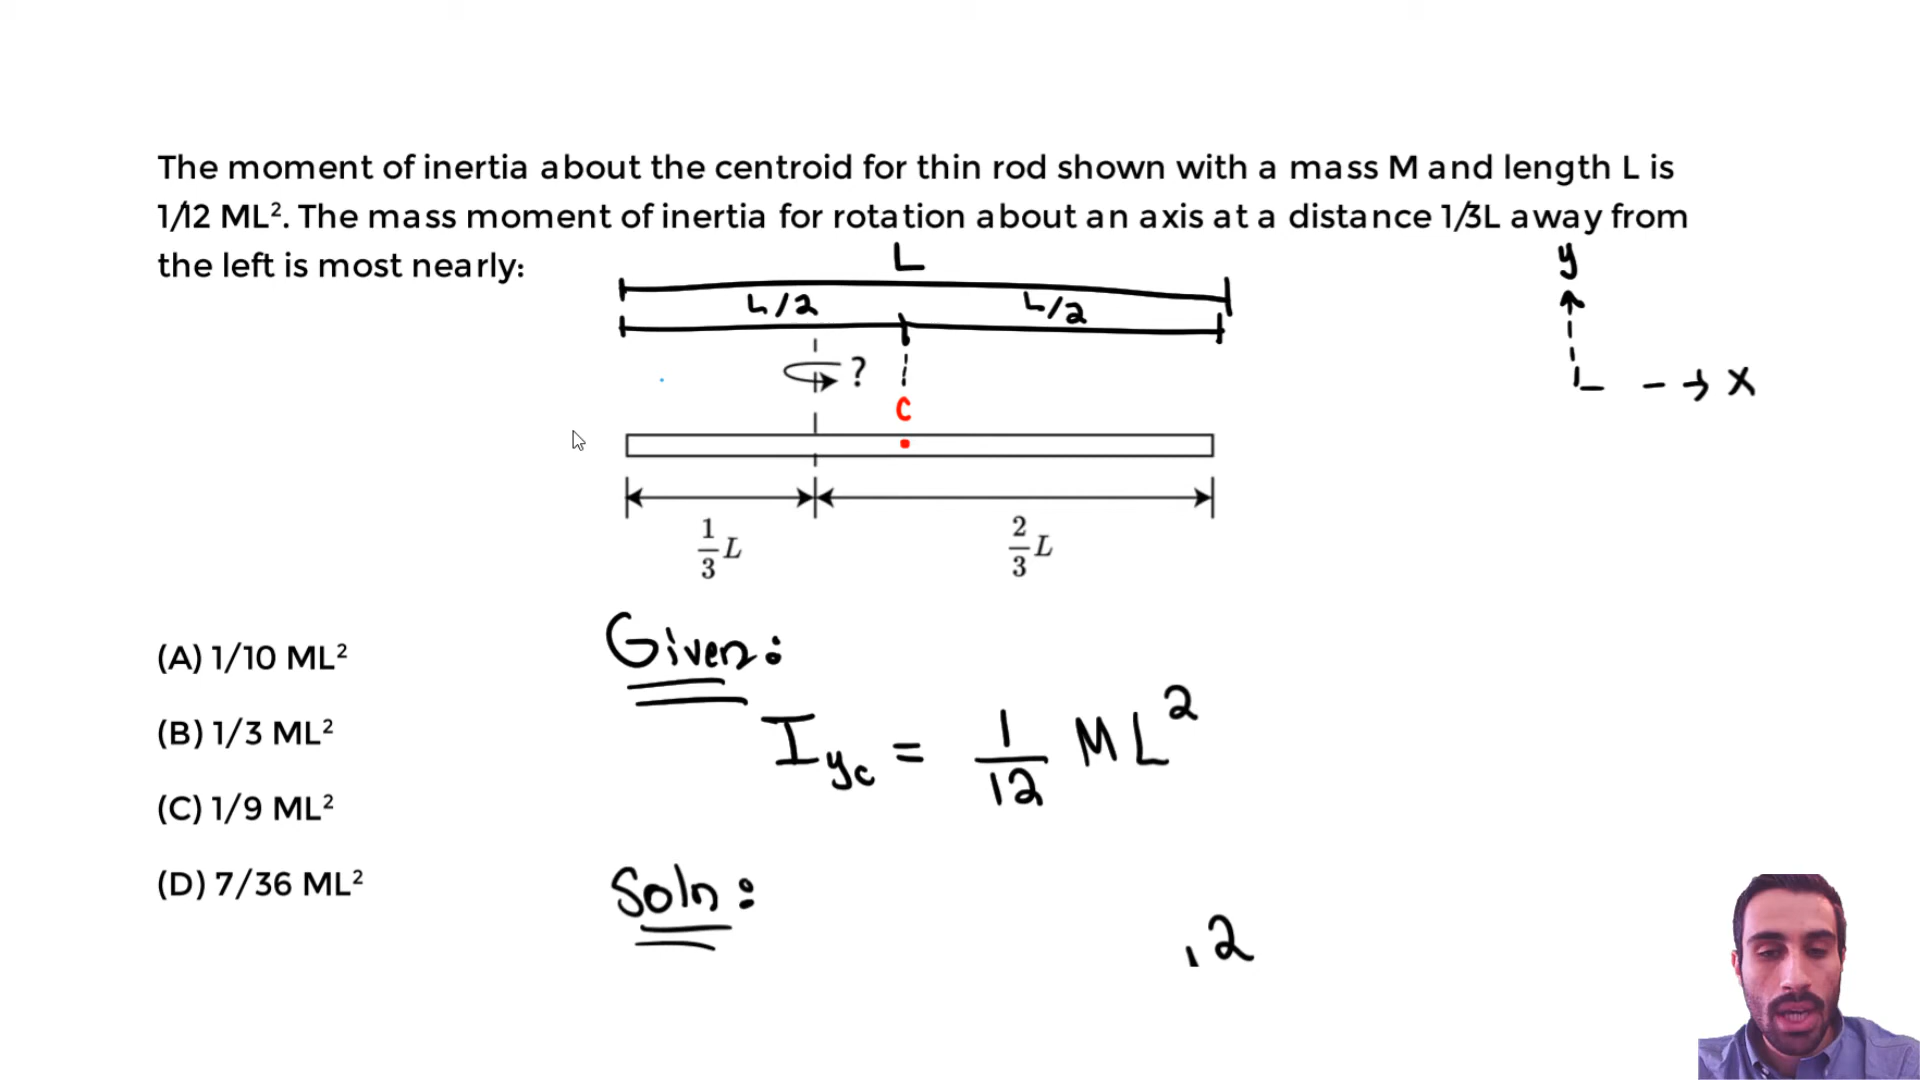 The moment of inertia about the centroid for thin rod shown with a mass M and length L is
1/12 ML². The mass moment of inertia for rotation about an axis at a distance 1/3L away from
the left is most nearly:
L
y
L/2 L/2
?
x
C
1/3 L 2/3 L
Given:
(A) 1/10 ML²
I_yc = 1/12 ML²
(B) 1/3 ML²
(C) 1/9 ML²
(D) 7/36 ML²
Soln:
2